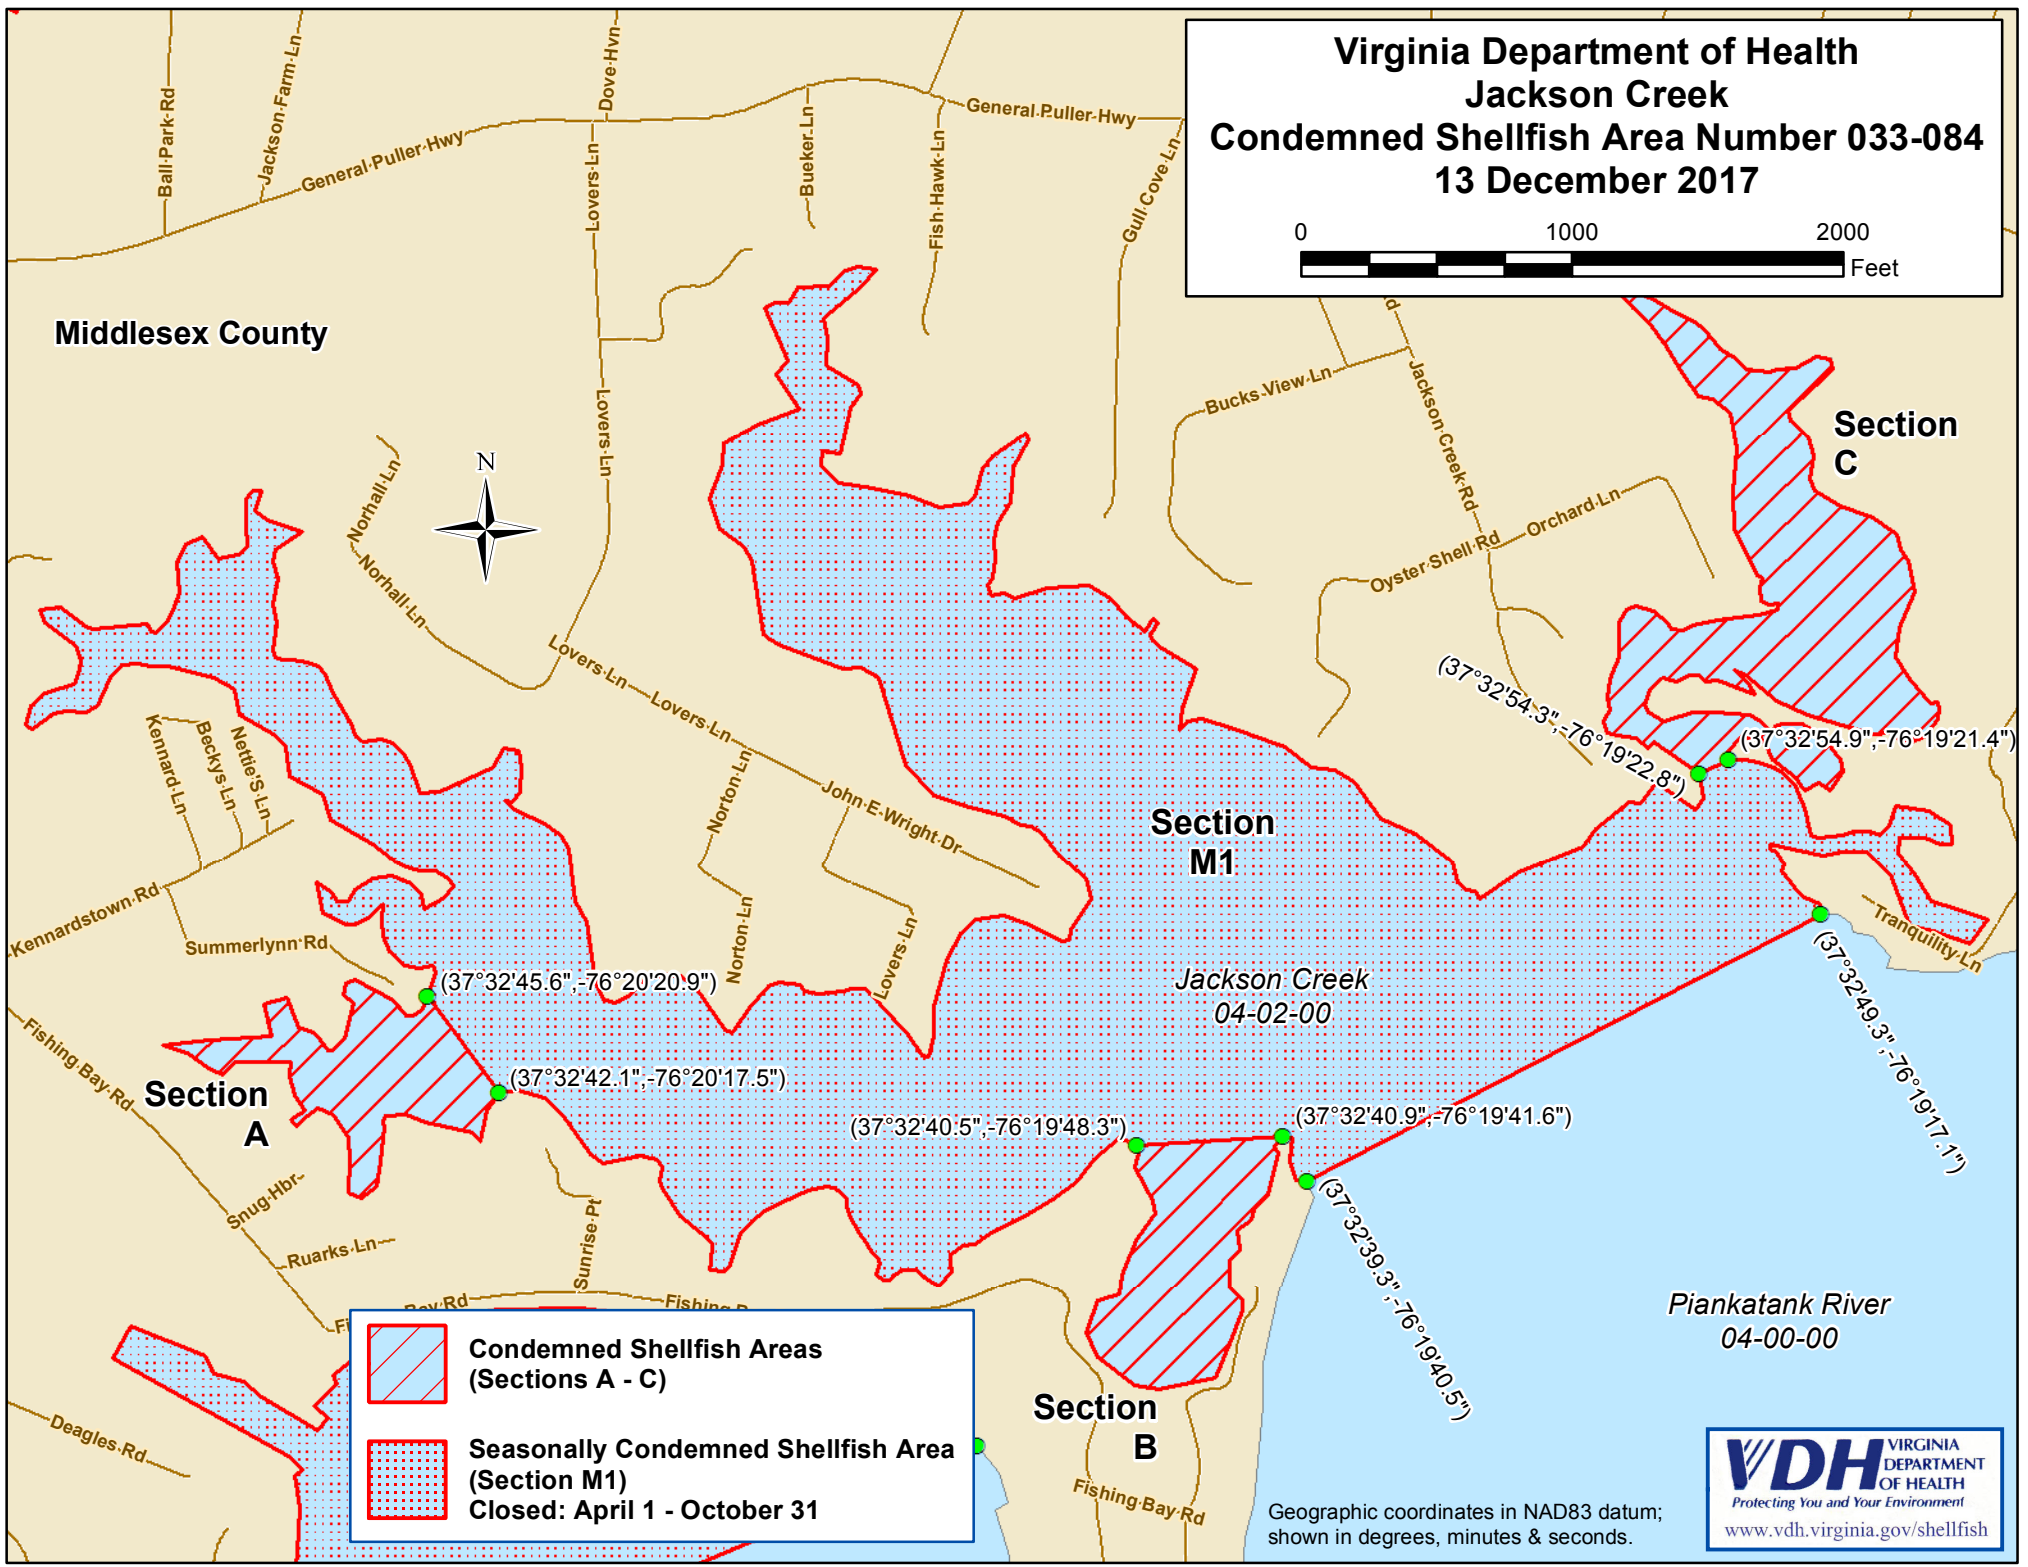 Virginia Department of Health
Jackson Creek
Condemned Shellfish Area Number 033-084
13 December 2017
0 1000 2000
Feet
Ball Park Rd
Jackson Farm Ln
General Puller Hwy
Dove Hvn
Lovers Ln
Bueker Ln
Fish Hawk Ln
General Puller Hwy
Gull Cove Ln
Middlesex County
N
Norhall Ln
Norhall Ln
Lovers Ln
Bucks View Ln
Jackson Creek Rd
Orchard Ln
Oyster Shell Rd
Section
C
Lovers Ln
Lovers Ln
Kennard Ln
Beckys Ln
Nettie'S Ln
Norton Ln
John E Wright Dr
(37°32'54.3",-76°19'22.8")
(37°32'54.9",-76°19'21.4")
Section
M1
Kennardstown Rd
Summerlynn Rd
Norton Ln
Lovers Ln
Tranquility Ln
(37°32'45.6",-76°20'20.9")
Jackson Creek
04-02-00
(37°32'49.3",-76°19'17.1")
Fishing Bay Rd
Section
A
(37°32'42.1",-76°20'17.5")
(37°32'40.5",-76°19'48.3")
(37°32'40.9",-76°19'41.6")
(37°32'39.3",-76°19'40.5")
Snug Hbr
Ruarks Ln
Sunrise Pt
Bay Rd
Fishing
Fi
Piankatank River
04-00-00
Condemned Shellfish Areas
(Sections A - C)
Seasonally Condemned Shellfish Area
(Section M1)
Closed: April 1 - October 31
Deagles Rd
Section
B
Fishing Bay Rd
Geographic coordinates in NAD83 datum;
shown in degrees, minutes & seconds.
VDH VIRGINIA
DEPARTMENT
OF HEALTH
Protecting You and Your Environment
www.vdh.virginia.gov/shellfish